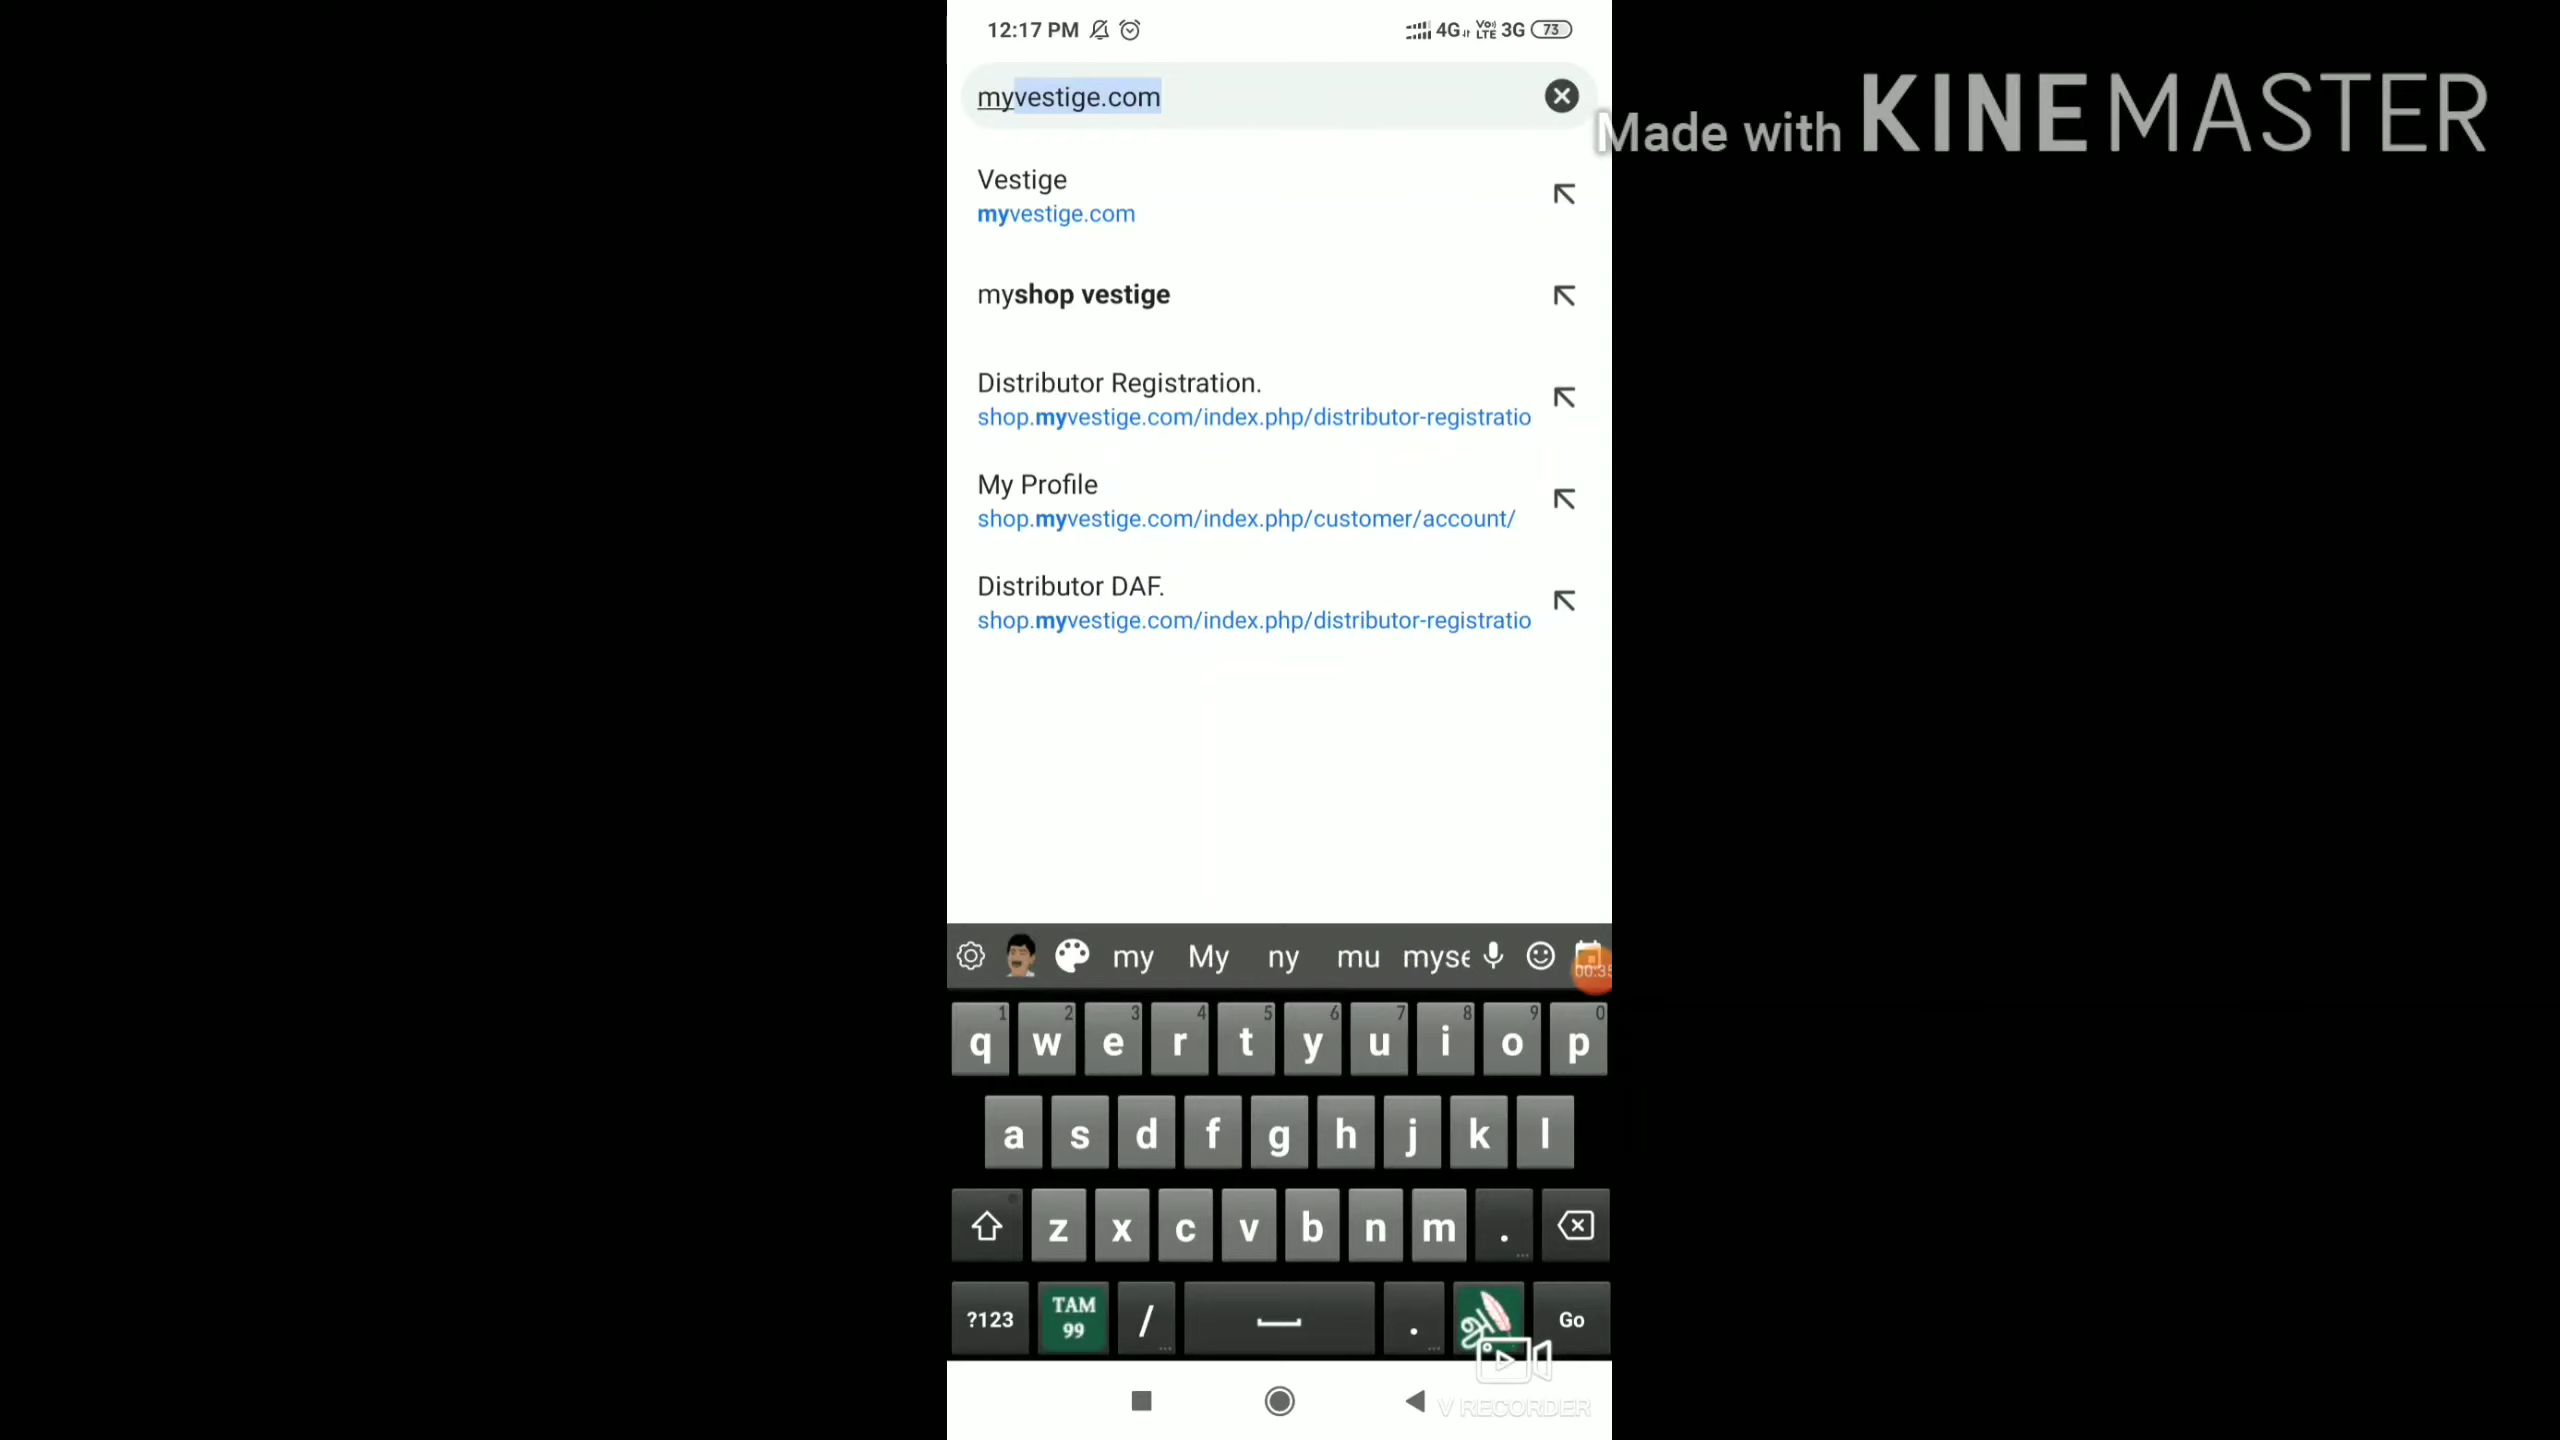 12:17 PM 4G Vo) LTE 3G 73
myvestige.com
Made with KINEMASTER
Vestige
myvestige.com
myshop vestige
Distributor Registration.
shop.myvestige.com/index.php/distributor-registratio
My Profile
shop.myvestige.com/index.php/customer/account/
Distributor DAF.
shop.myvestige.com/index.php/distributor-registratio
my My ny mu myse
00:35
1 2 3 4 5 6 7 8 9 0
q w e r t y u i o p
a s d f g h j k l
z x c v b n m .
?123 TAM 99 / . அ Go
V RECORDER